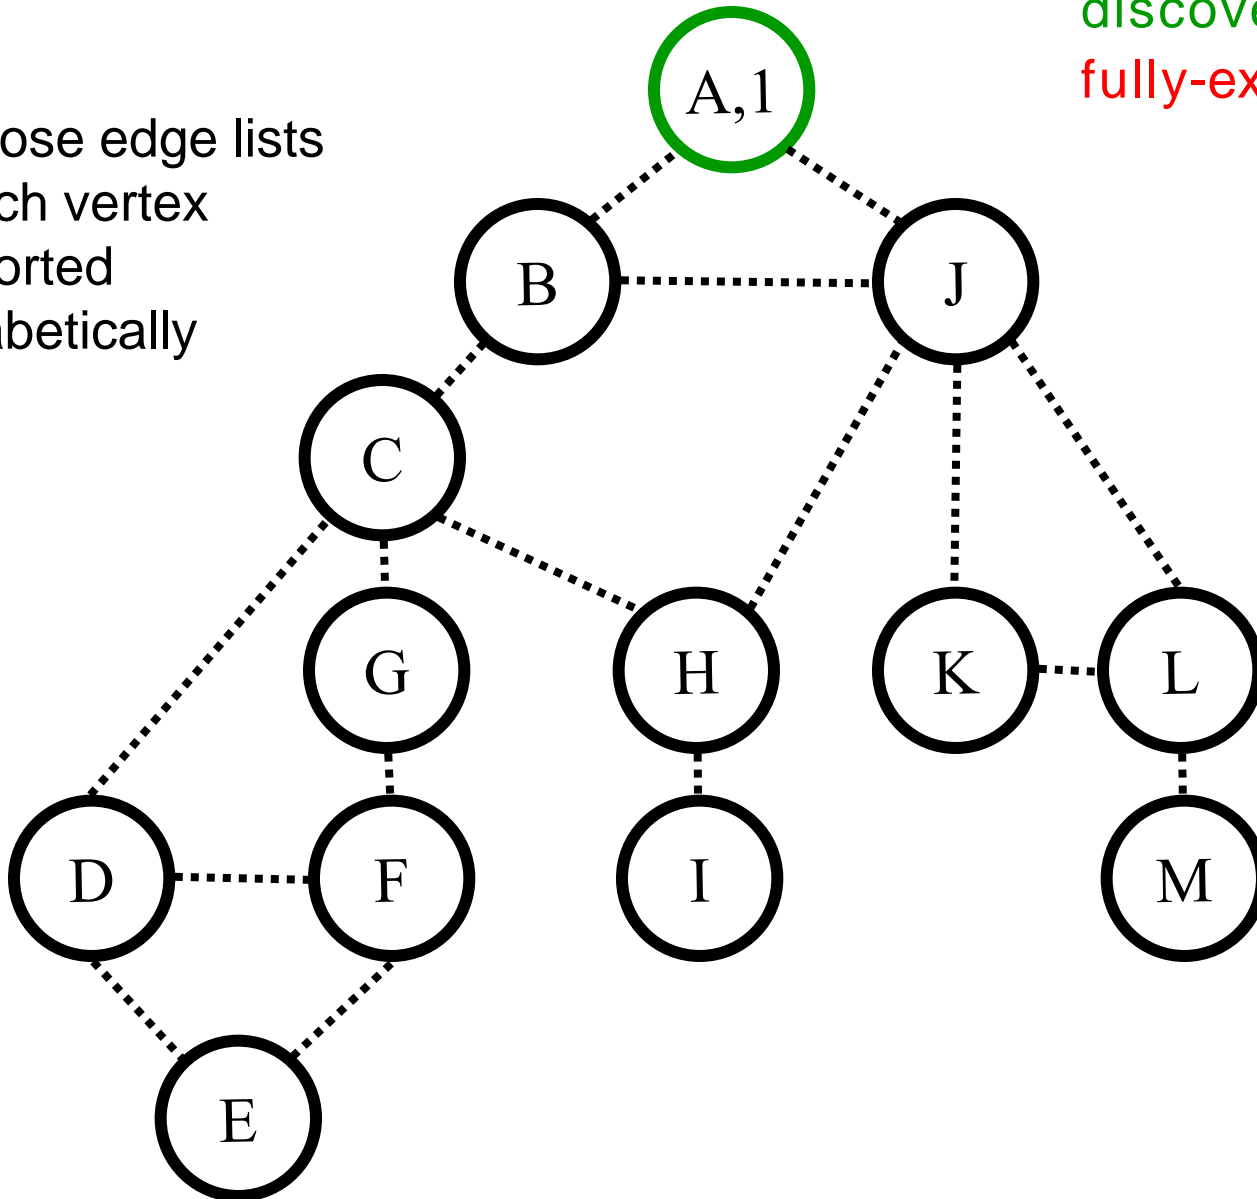 discove
fully-ex
A,1
ose edge lists
ch vertex
orted
abetically
B
J
C
G
H
K
L
D
F
I
M
E